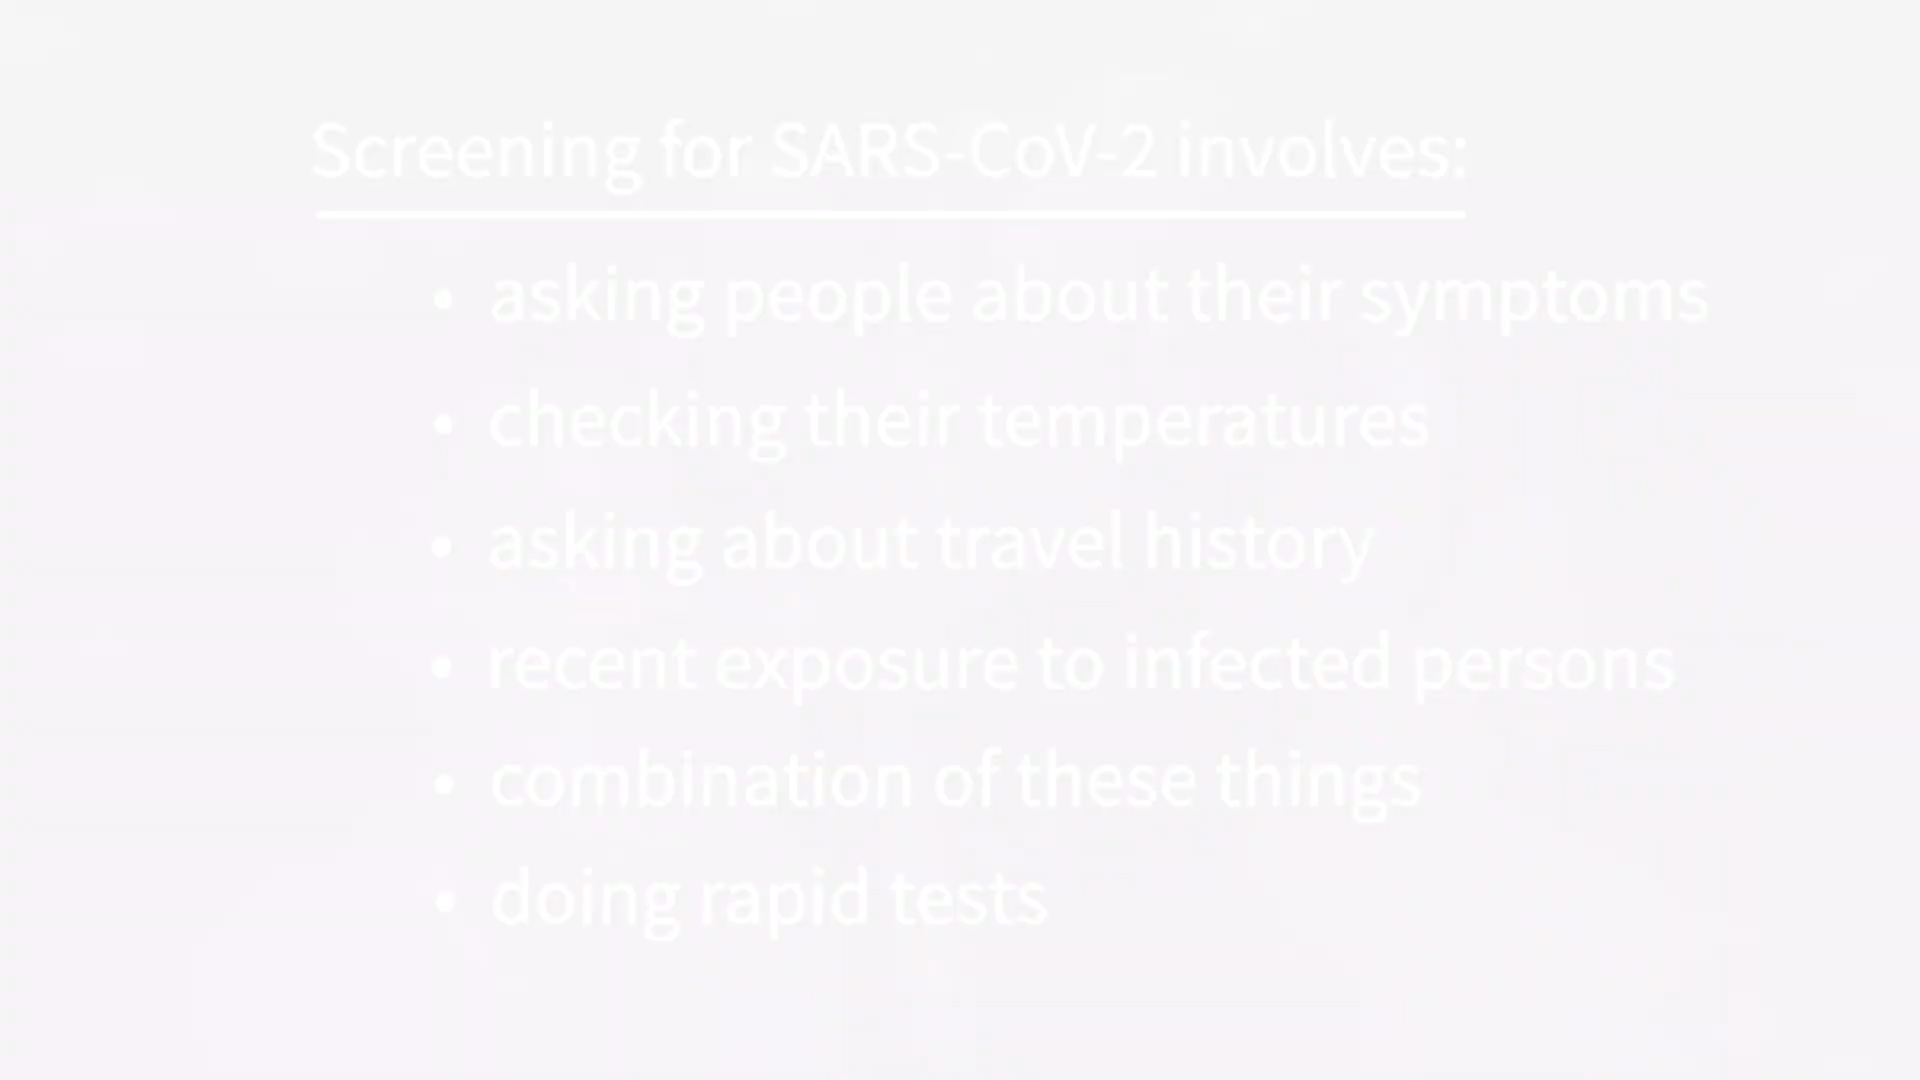 Screening for SARS-CoV-2 involves:
• asking people about their symptoms
• checking their temperatures
• asking about travel history
• recent exposure to infected persons
• combination of these things
• doing rapid tests